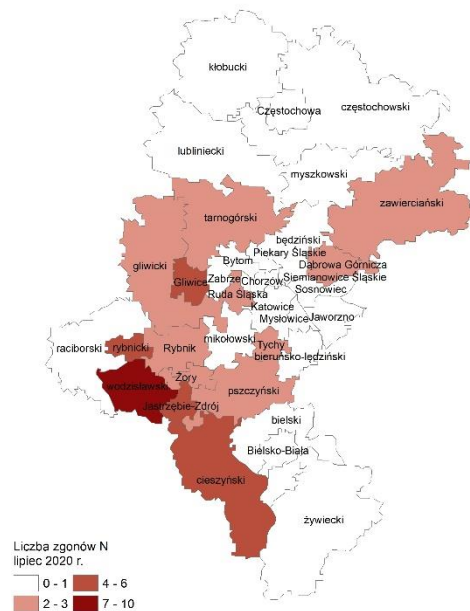 kłobucki
Częstochowa
częstochowski
lubliniecki
myszkowski
zawierciański
tarnogórski
będziński
gliwicki
Bytom
Piekary Śląskie
Dąbrowa Górnicza
Gliwice
Zabrze
Chorzów
Siemianowice Śląskie
Ruda Śląska
Sosnowiec
Katowice
Mysłowice
Jaworzno
raciborski
rybnicki
Rybnik
mikołowski
Tychy
bieruńsko-lędziński
Żory
wodzisławski
pszczyński
Jastrzębie-Zdrój
bielski
Bielsko-Biała
cieszyński
żywiecki
Liczba zgonów N
lipiec 2020 r.
0 - 1 4 - 6
2 - 3 7 - 10